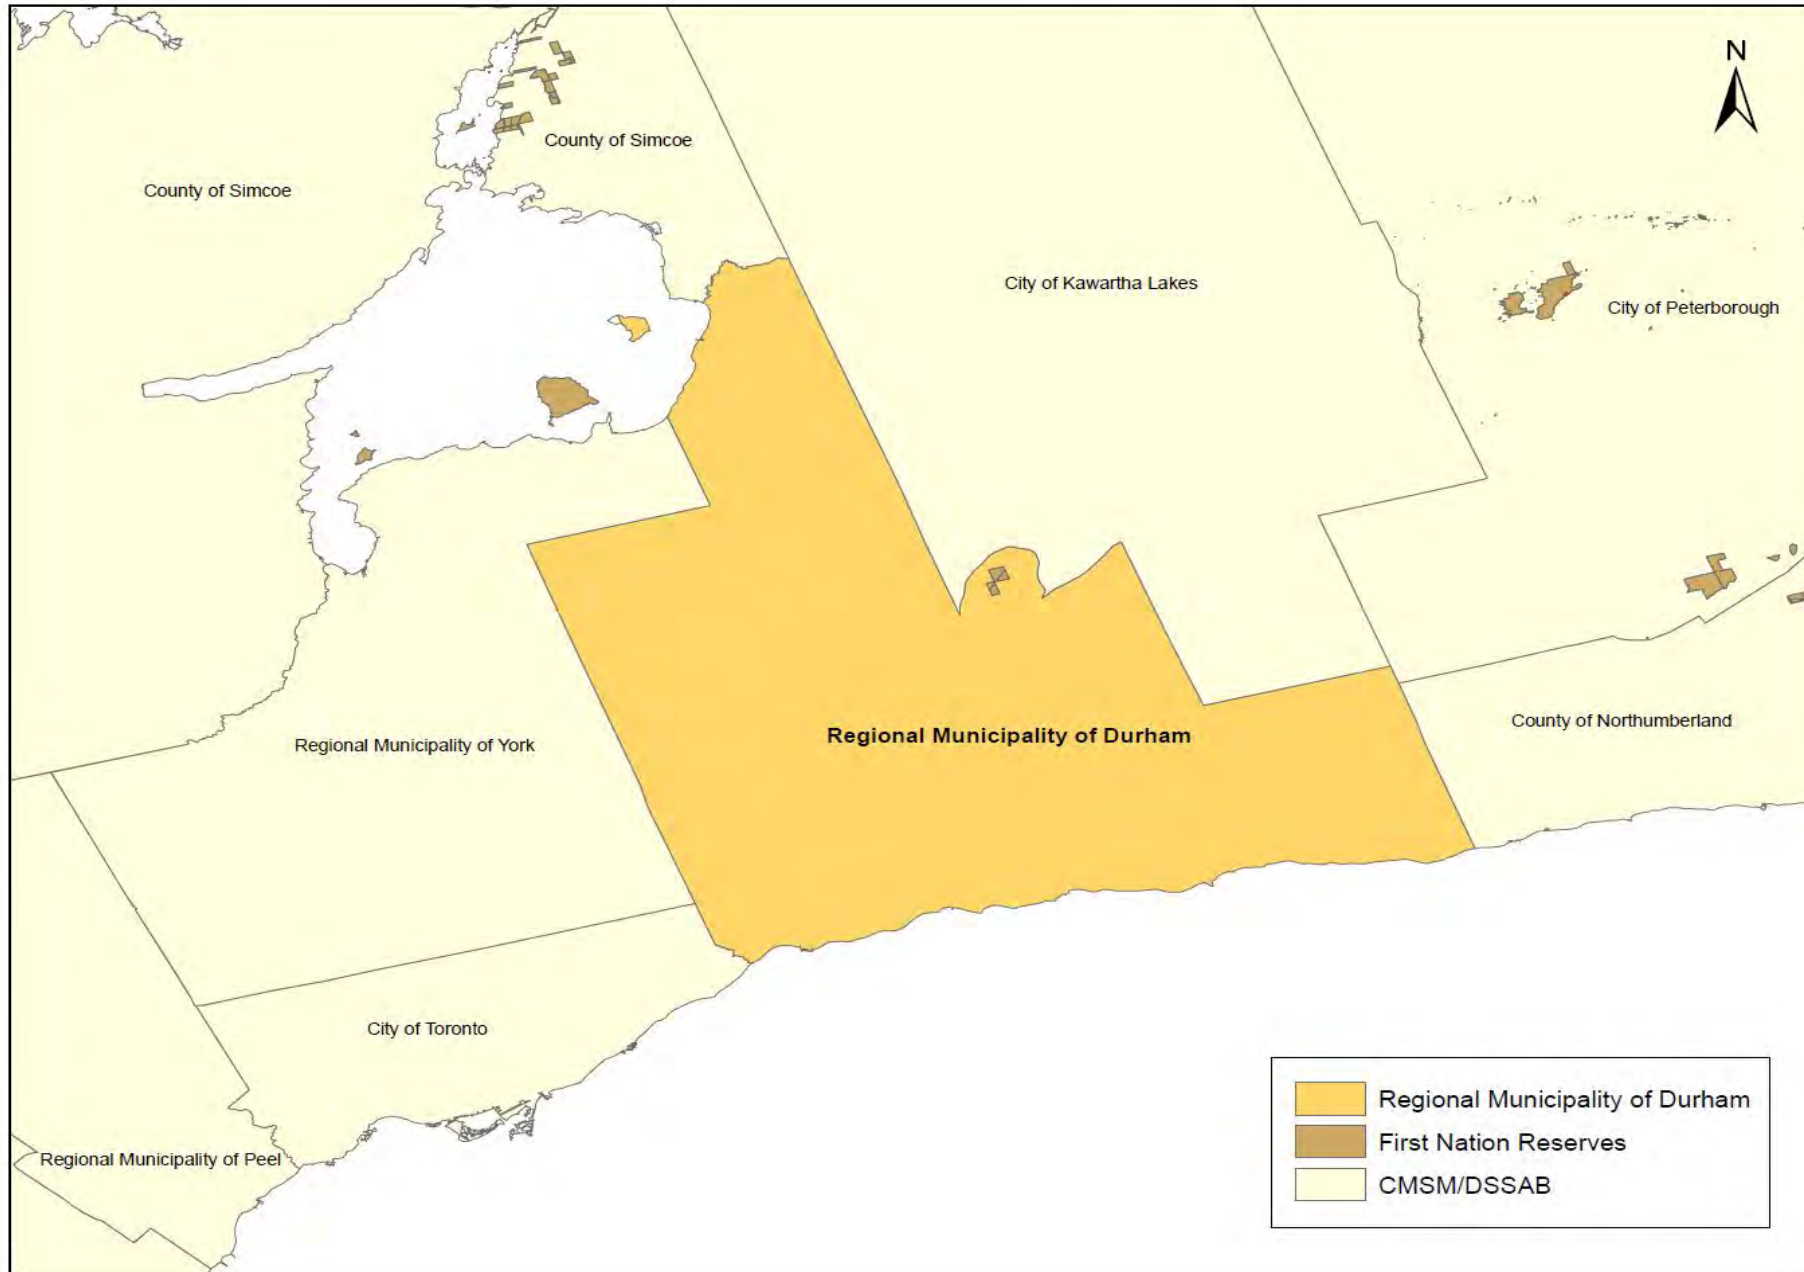 N
County of Simcoe
County of Simcoe
City of Kawartha Lakes
City of Peterborough
Regional Municipality of York
Regional Municipality of Durham
County of Northumberland
City of Toronto
Regional Municipality of Peel
Regional Municipality of Durham
First Nation Reserves
CMSM/DSSAB